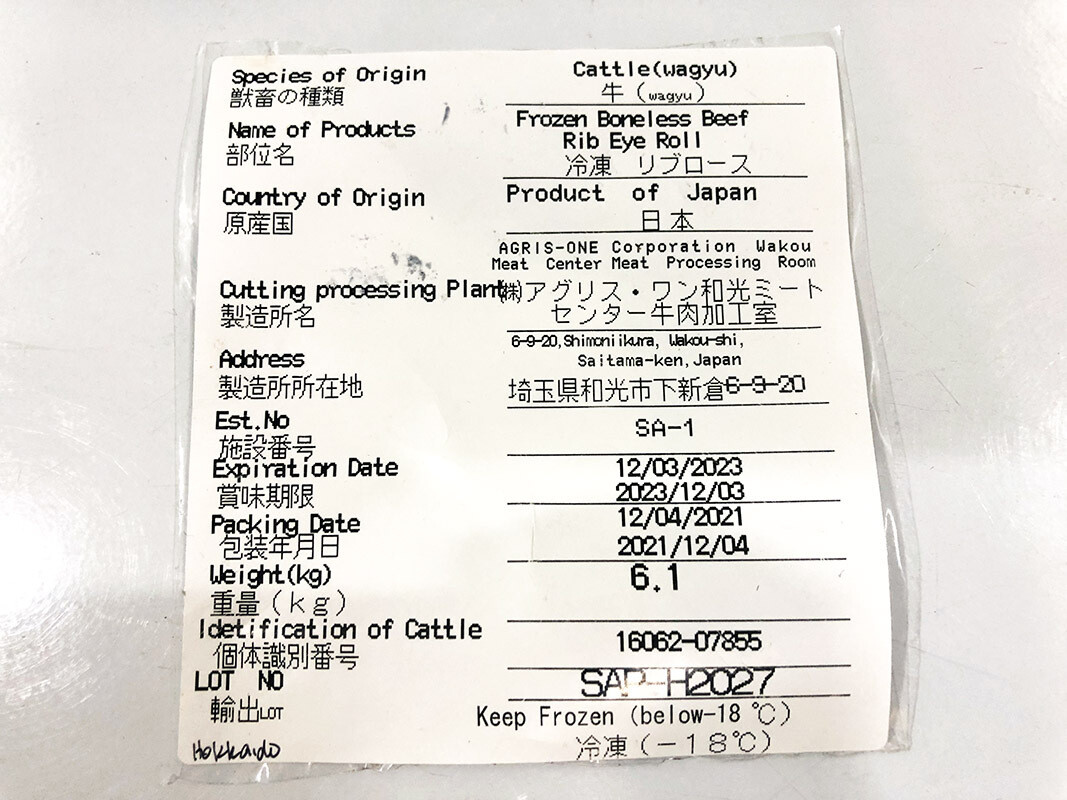 Species of Origin Cattle(wagyu)
獣畜の種類 牛（wagyu）
Name of Products Frozen Boneless Beef
Rib Eye Roll
部位名 冷凍　リブロース
Country of Origin Product of Japan
原産国 日本
AGRIS-ONE Corporation Wakou
Meat Center Meat Processing Room
Cutting processing Plant ㈱アグリス・ワン和光ミート
製造所名 センター牛肉加工室
6-9-20,Shimoniikura, Wakou-shi,
Address Saitama-ken,Japan
製造所所在地 埼玉県和光市下新倉6-9-20
Est.No SA-1
施設番号
Expiration Date 12/03/2023
賞味期限 2023/12/03
Packing Date 12/04/2021
包装年月日 2021/12/04
Weight(kg) 6.1
重量（ｋｇ）
Idetification of Cattle 16062-07855
個体識別番号
LOT NO SAP-H2027
輸出LOT Keep Frozen (below-18 ℃)
冷凍（－１８℃）
Hokkaido